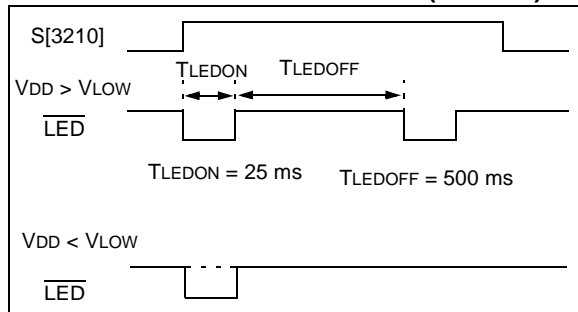 S[3210]
TLEDON TLEDOFF
VDD > VLOW
LED
TLEDON = 25 ms TLEDOFF = 500 ms
VDD < VLOW
LED